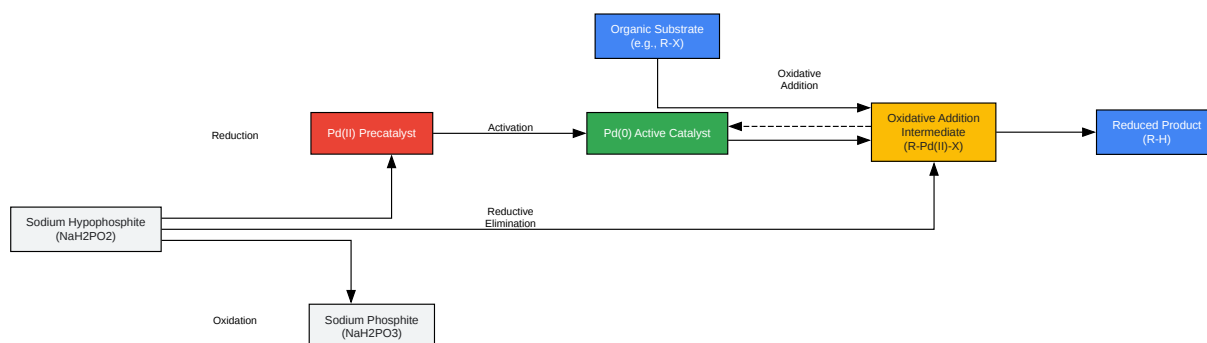 Organic Substrate
(e.g., R-X)
Oxidative
Addition
Reduction
Pd(II) Precatalyst
Activation
Pd(0) Active Catalyst
Oxidative Addition
Intermediate
(R-Pd(II)-X)
Reduced Product
(R-H)
Sodium Hypophosphite
(NaH2PO2)
Reductive
Elimination
Oxidation
Sodium Phosphite
(NaH2PO3)